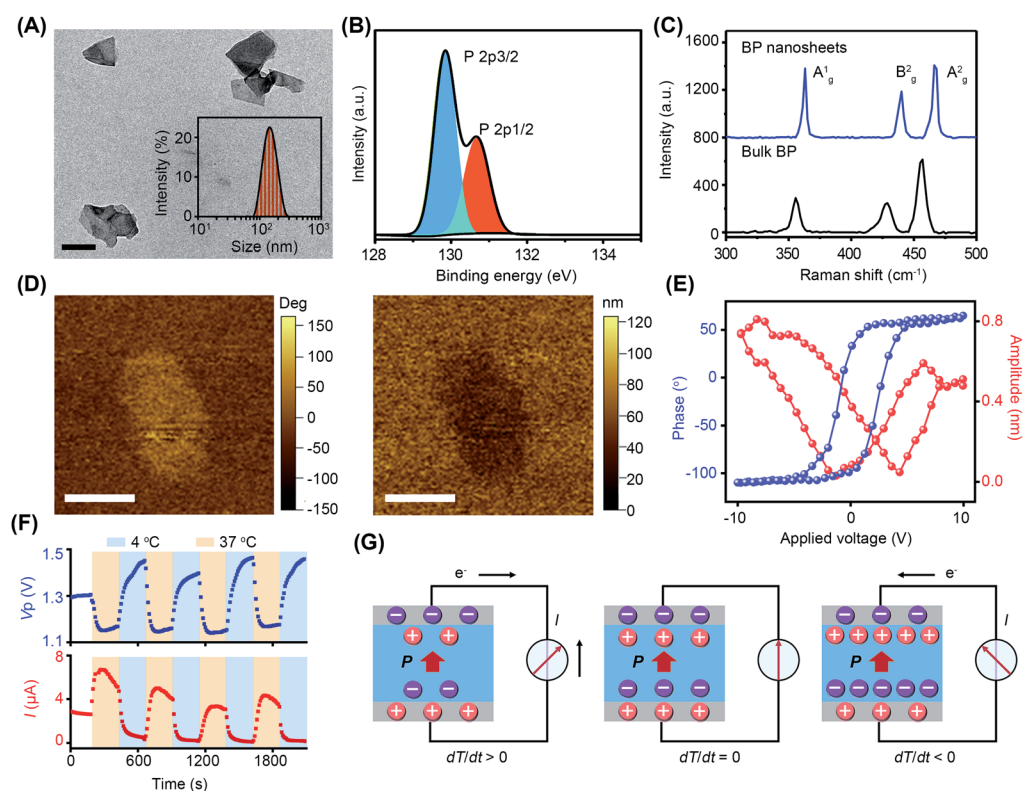 (A)
Intensity (%)
20
10
0
10¹ 10² 10³
Size (nm)
(B)
Intensity (a.u.)
P 2p3/2
P 2p1/2
128 130 132 134
Binding energy (eV)
(C)
Intensity (a.u.)
1600
1200
800
400
0
BP nanosheets
A¹g B²g A²g
Bulk BP
300 350 400 450 500
Raman shift (cm⁻¹)
(D)
Deg
150
100
50
0
-50
-100
-150
nm
120
100
80
60
40
20
0
(E)
Phase (°)
50
0
-50
-100
Amplitude (nm)
0.8
0.4
0.0
-10 0 10
Applied voltage (V)
(F)
4 °C 37 °C
Vp (V)
1.5
1.3
1.1
I (μA)
8
4
0
0 600 1200 1800
Time (s)
(G)
e⁻
I
− − −
+ +
P
− −
+ + +
dT/dt > 0
− − −
+ + +
P
− − −
+ + +
dT/dt = 0
e⁻
I
− − −
+ + + + +
P
− − − − −
+ + +
dT/dt < 0